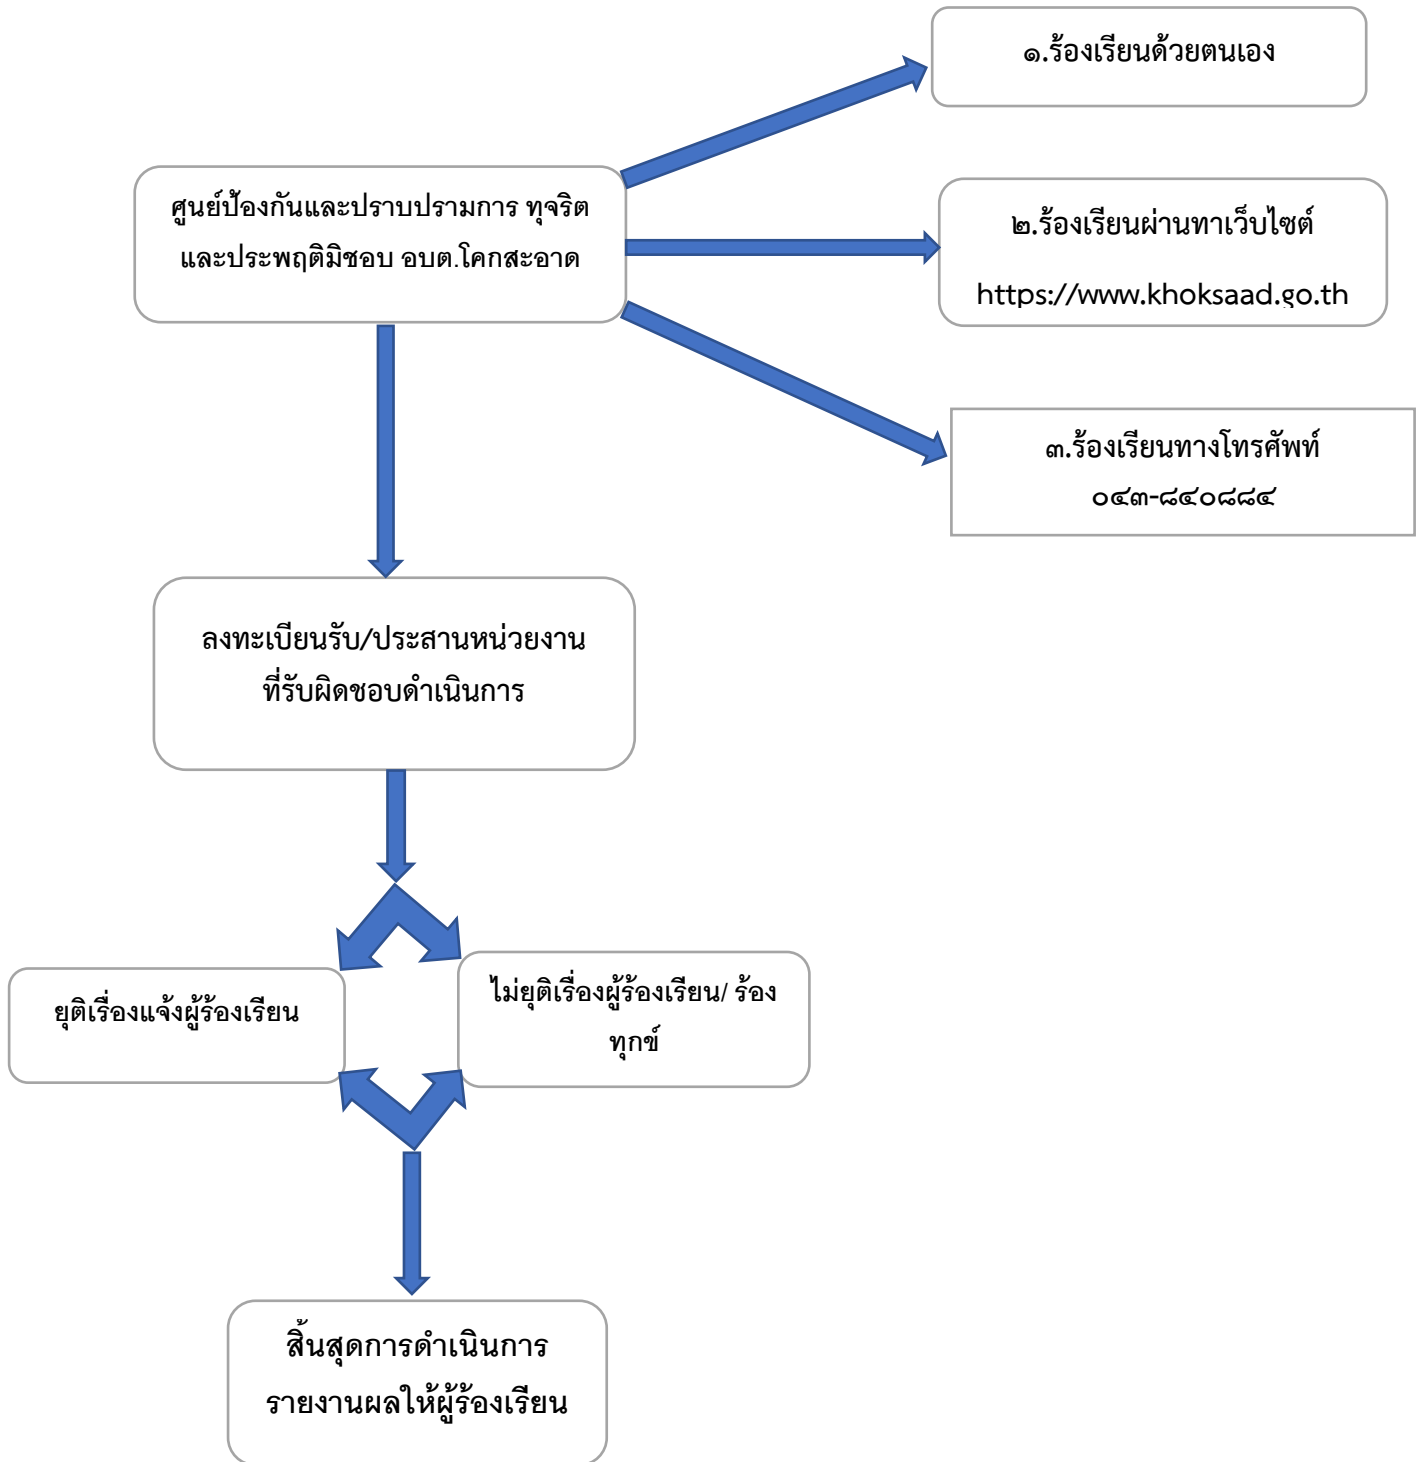 ๑.ร้องเรียนด้วยตนเอง
ศูนย์ป้องกันและปราบปรามการ ทุจริต
และประพฤติมิชอบ อบต.โคกสะอาด
๒.ร้องเรียนผ่านทาเว็บไซต์
https://www.khoksaad.go.th
๓.ร้องเรียนทางโทรศัพท์
๐๔๓-๘๔๐๘๘๔
ลงทะเบียนรับ/ประสานหน่วยงาน
ที่รับผิดชอบดำเนินการ
ยุติเรื่องแจ้งผู้ร้องเรียน
ไม่ยุติเรื่องผู้ร้องเรียน/ ร้อง
ทุกข์
สิ้นสุดการดำเนินการ
รายงานผลให้ผู้ร้องเรียน